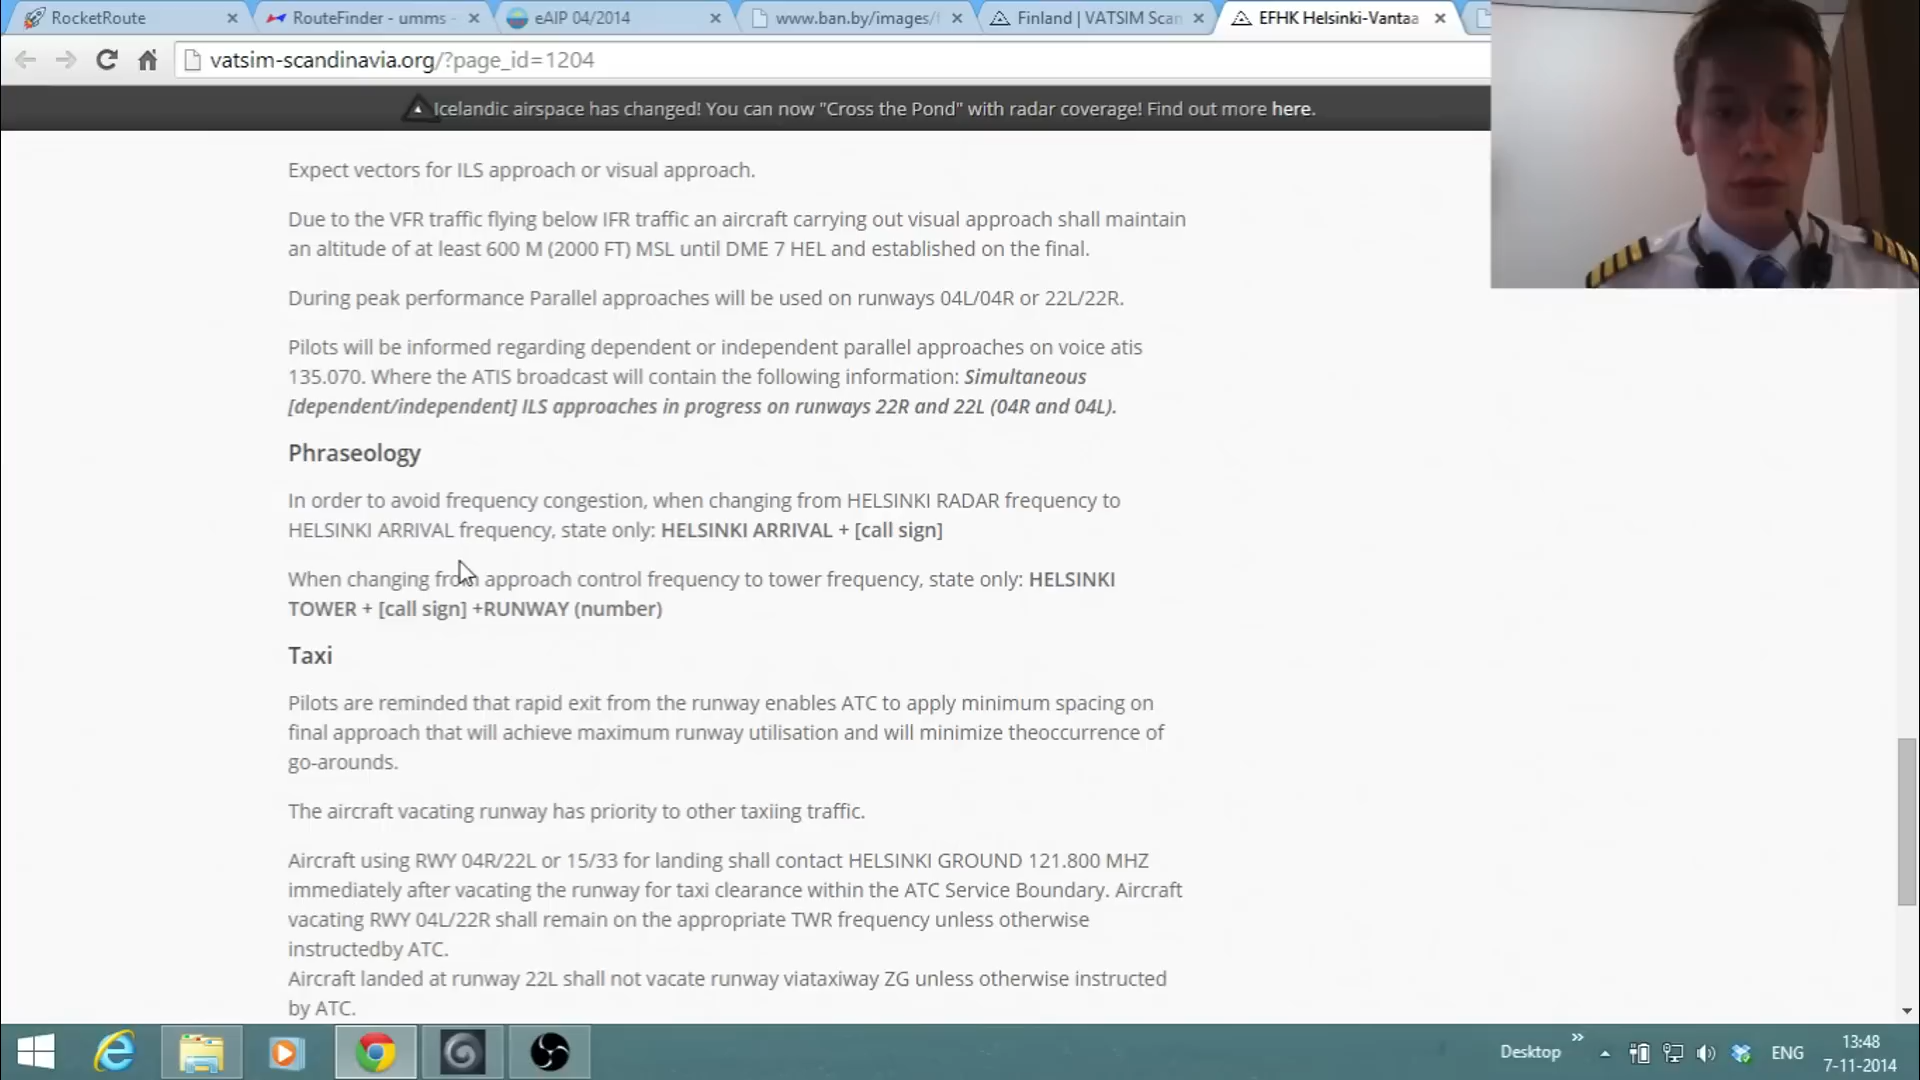 RocketRoute
RouteFinder - umms -
eAIP 04/2014
www.ban.by/images/
Finland | VATSIM Scan
EFHK Helsinki-Vantaa
vatsim-scandinavia.org/?page_id=1204
Icelandic airspace has changed! You can now "Cross the Pond" with radar coverage! Find out more here.
Expect vectors for ILS approach or visual approach.
Due to the VFR traffic flying below IFR traffic an aircraft carrying out visual approach shall maintain
an altitude of at least 600 M (2000 FT) MSL until DME 7 HEL and established on the final.
During peak performance Parallel approaches will be used on runways 04L/04R or 22L/22R.
Pilots will be informed regarding dependent or independent parallel approaches on voice atis
135.070. Where the ATIS broadcast will contain the following information: Simultaneous
[dependent/independent] ILS approaches in progress on runways 22R and 22L (04R and 04L).
Phraseology
In order to avoid frequency congestion, when changing from HELSINKI RADAR frequency to
HELSINKI ARRIVAL frequency, state only: HELSINKI ARRIVAL + [call sign]
When changing from approach control frequency to tower frequency, state only: HELSINKI
TOWER + [call sign] +RUNWAY (number)
Taxi
Pilots are reminded that rapid exit from the runway enables ATC to apply minimum spacing on
final approach that will achieve maximum runway utilisation and will minimize theoccurrence of
go-arounds.
The aircraft vacating runway has priority to other taxiing traffic.
Aircraft using RWY 04R/22L or 15/33 for landing shall contact HELSINKI GROUND 121.800 MHZ
immediately after vacating the runway for taxi clearance within the ATC Service Boundary. Aircraft
vacating RWY 04L/22R shall remain on the appropriate TWR frequency unless otherwise
instructedby ATC.
Aircraft landed at runway 22L shall not vacate runway viataxiway ZG unless otherwise instructed
by ATC.
Desktop
ENG
13:48
7-11-2014